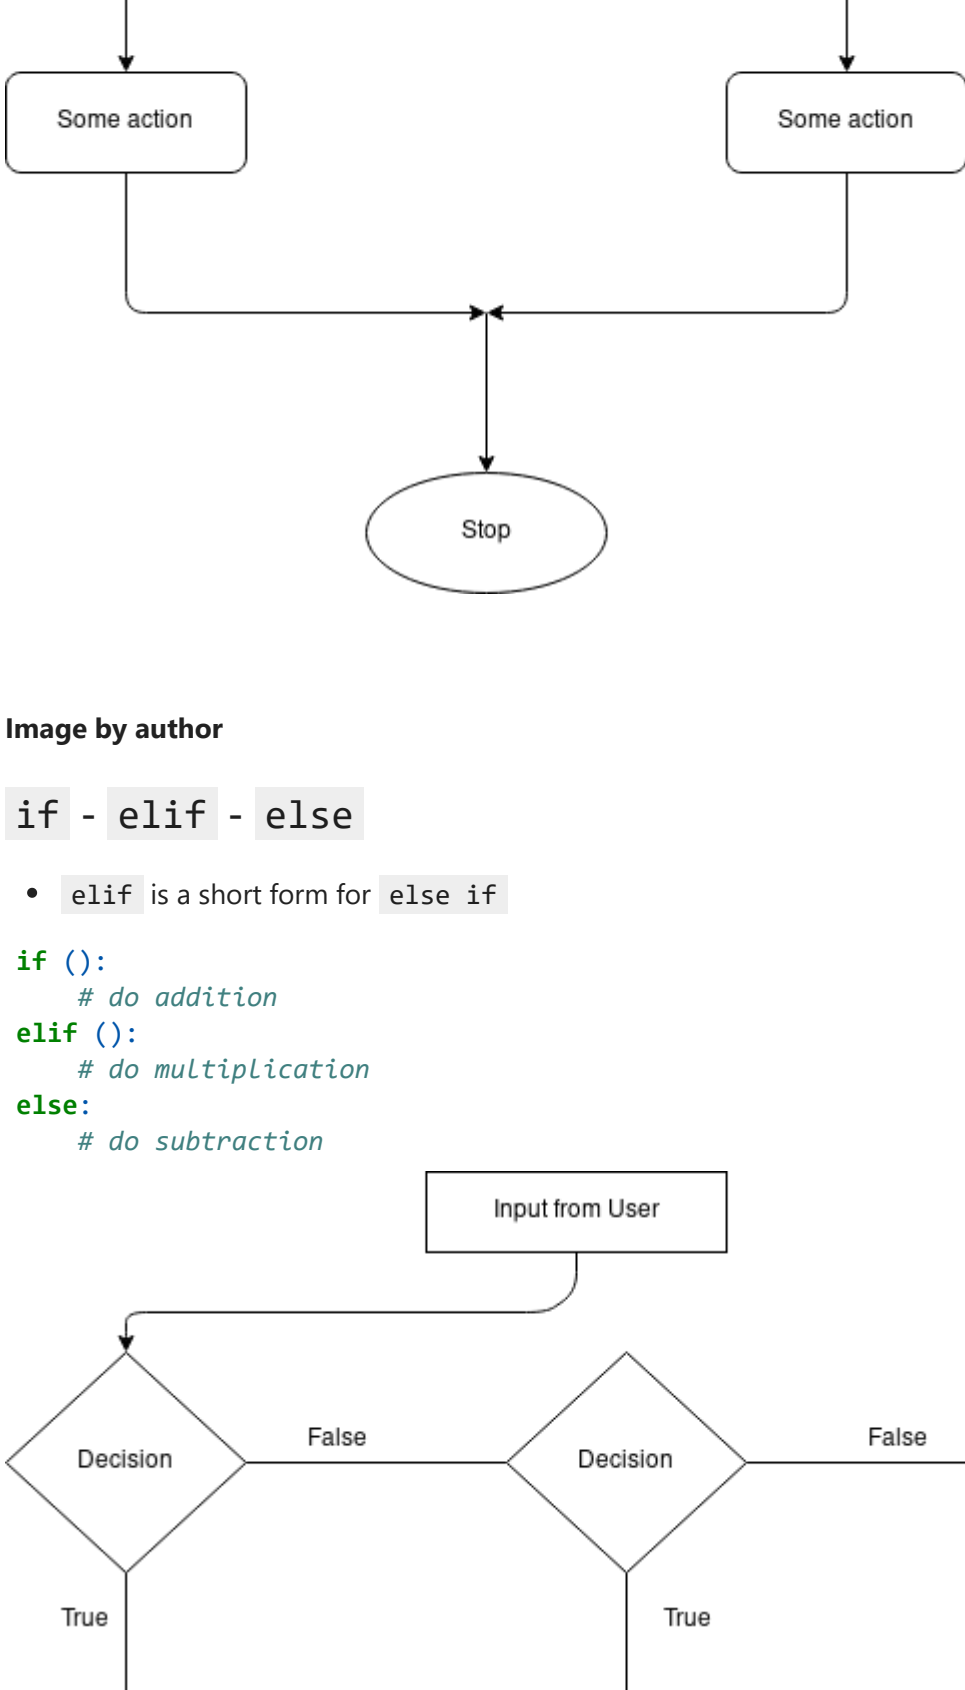 Some action
Some action
Stop
Image by author
if - elif - else
• elif is a short form for else if
if ():
    # do addition
elif ():
    # do multiplication
else:
    # do subtraction
Input from User
False
False
Decision
Decision
True
True